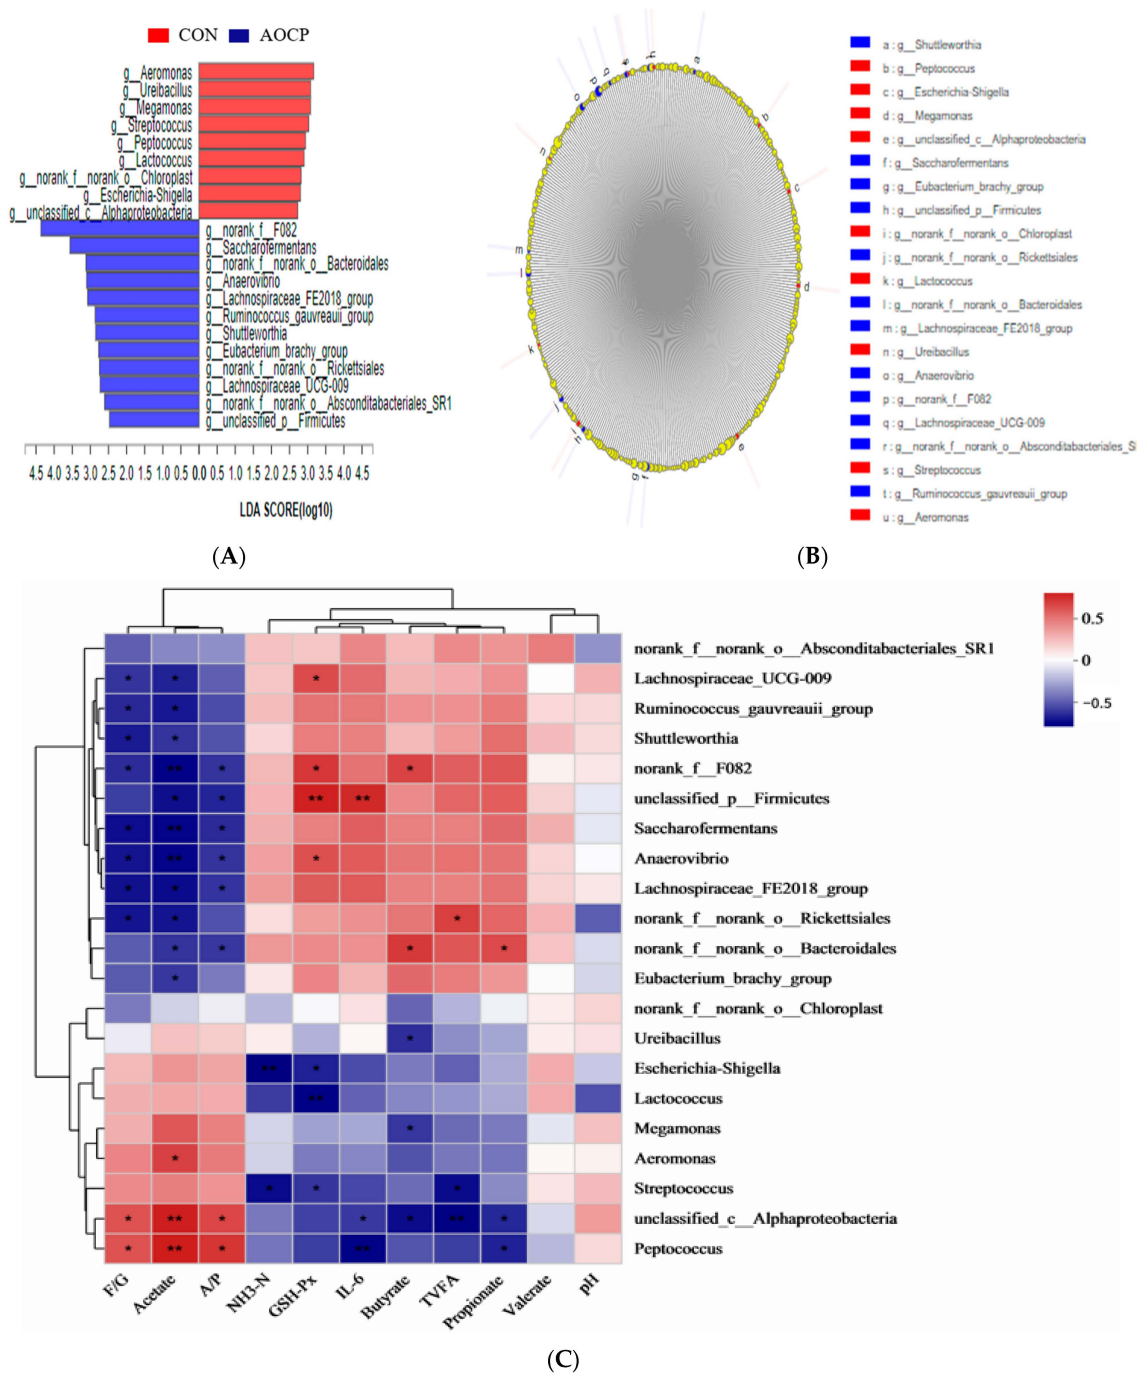 CON AOCP
g__Aeromonas
g__Ureibacillus
g__Megamonas
g__Streptococcus
g__Peptococcus
g__Lactococcus
g__norank_f__norank_o__Chloroplast
g__Escherichia-Shigella
g__unclassified_c__Alphaproteobacteria
g__norank_f__F082
g__Saccharofermentans
g__norank_f__norank_o__Bacteroidales
g__Anaerovibrio
g__Lachnospiraceae_FE2018_group
g__Ruminococcus_gauvreauii_group
g__Shuttleworthia
g__Eubacterium_brachy_group
g__norank_f__norank_o__Rickettsiales
g__Lachnospiraceae_UCG-009
g__norank_f__norank_o__Absconditabacteriales_SR1
g__unclassified_p__Firmicutes
4.5 4.0 3.5 3.0 2.5 2.0 1.5 1.0 0.5 0.0 0.5 1.0 1.5 2.0 2.5 3.0 3.5 4.0 4.5
LDA SCORE(log10)
(A)
a
b
c
d
e
g
j
k
l
m
n
o
p
q
s
a : g__Shuttleworthia
b : g__Peptococcus
c : g__Escherichia-Shigella
d : g__Megamonas
e : g__unclassified_c__Alphaproteobacteria
f : g__Saccharofermentans
g : g__Eubacterium_brachy_group
h : g__unclassified_p__Firmicutes
i : g__norank_f__norank_o__Chloroplast
j : g__norank_f__norank_o__Rickettsiales
k : g__Lactococcus
l : g__norank_f__norank_o__Bacteroidales
m : g__Lachnospiraceae_FE2018_group
n : g__Ureibacillus
o : g__Anaerovibrio
p : g__norank_f__F082
q : g__Lachnospiraceae_UCG-009
r : g__norank_f__norank_o__Absconditabacteriales_S
s : g__Streptococcus
t : g__Ruminococcus_gauvreauii_group
u : g__Aeromonas
(B)
0.5
0
−0.5
norank_f__norank_o__Absconditabacteriales_SR1
* * * Lachnospiraceae_UCG-009
* * Ruminococcus_gauvreauii_group
* * Shuttleworthia
* ** * * * norank_f__F082
* * ** ** unclassified_p__Firmicutes
* ** * Saccharofermentans
* ** * * Anaerovibrio
* * * Lachnospiraceae_FE2018_group
* * * norank_f__norank_o__Rickettsiales
* * * * norank_f__norank_o__Bacteroidales
* Eubacterium_brachy_group
norank_f__norank_o__Chloroplast
* Ureibacillus
** * Escherichia-Shigella
** Lactococcus
* Megamonas
* Aeromonas
* * * Streptococcus
* ** * * * ** * unclassified_c__Alphaproteobacteria
* ** * ** * Peptococcus
F/G Acetate A/P NH3-N GSH-Px IL-6 Butyrate TVFA Propionate Valerate pH
(C)